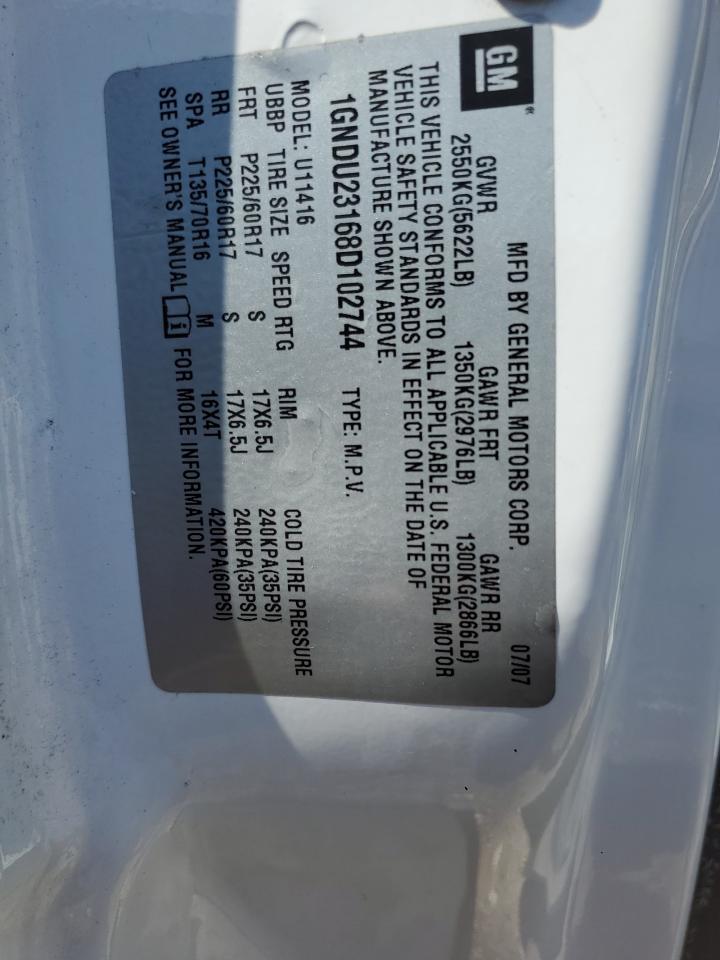 GM
MFD BY GENERAL MOTORS CORP. 07/07
GVWR GAWR FRT GAWR RR
2550KG(5622LB) 1350KG(2976LB) 1300KG(2866LB)
THIS VEHICLE CONFORMS TO ALL APPLICABLE U.S. FEDERAL MOTOR
VEHICLE SAFETY STANDARDS IN EFFECT ON THE DATE OF
MANUFACTURE SHOWN ABOVE.
1GNDU23168D102744 TYPE: M.P.V.
MODEL: U11416
UBBP TIRE SIZE SPEED RTG RIM COLD TIRE PRESSURE
FRT P225/60R17 S 17X6.5J 240KPA(35PSI)
RR P225/60R17 S 17X6.5J 240KPA(35PSI)
SPA T135/70R16 M 16X4T 420KPA(60PSI)
SEE OWNER'S MANUAL i FOR MORE INFORMATION.